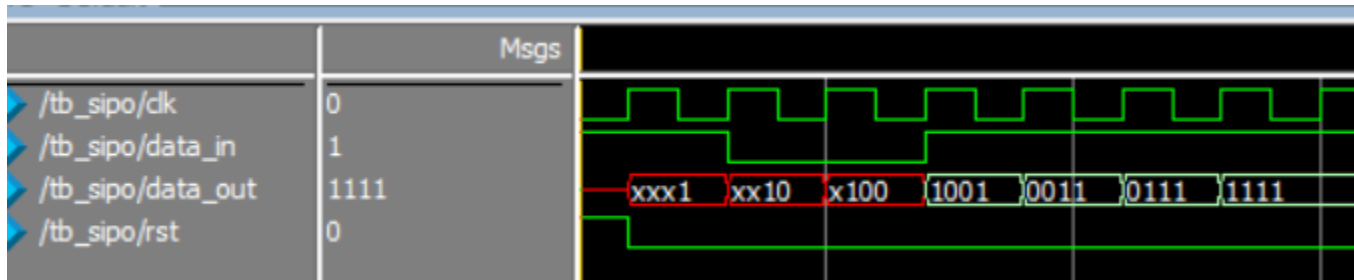 Msgs
/tb_sipo/clk 0
/tb_sipo/data_in 1
/tb_sipo/data_out 1111 xxx1 xx10 x100 1001 0011 0111 1111
/tb_sipo/rst 0